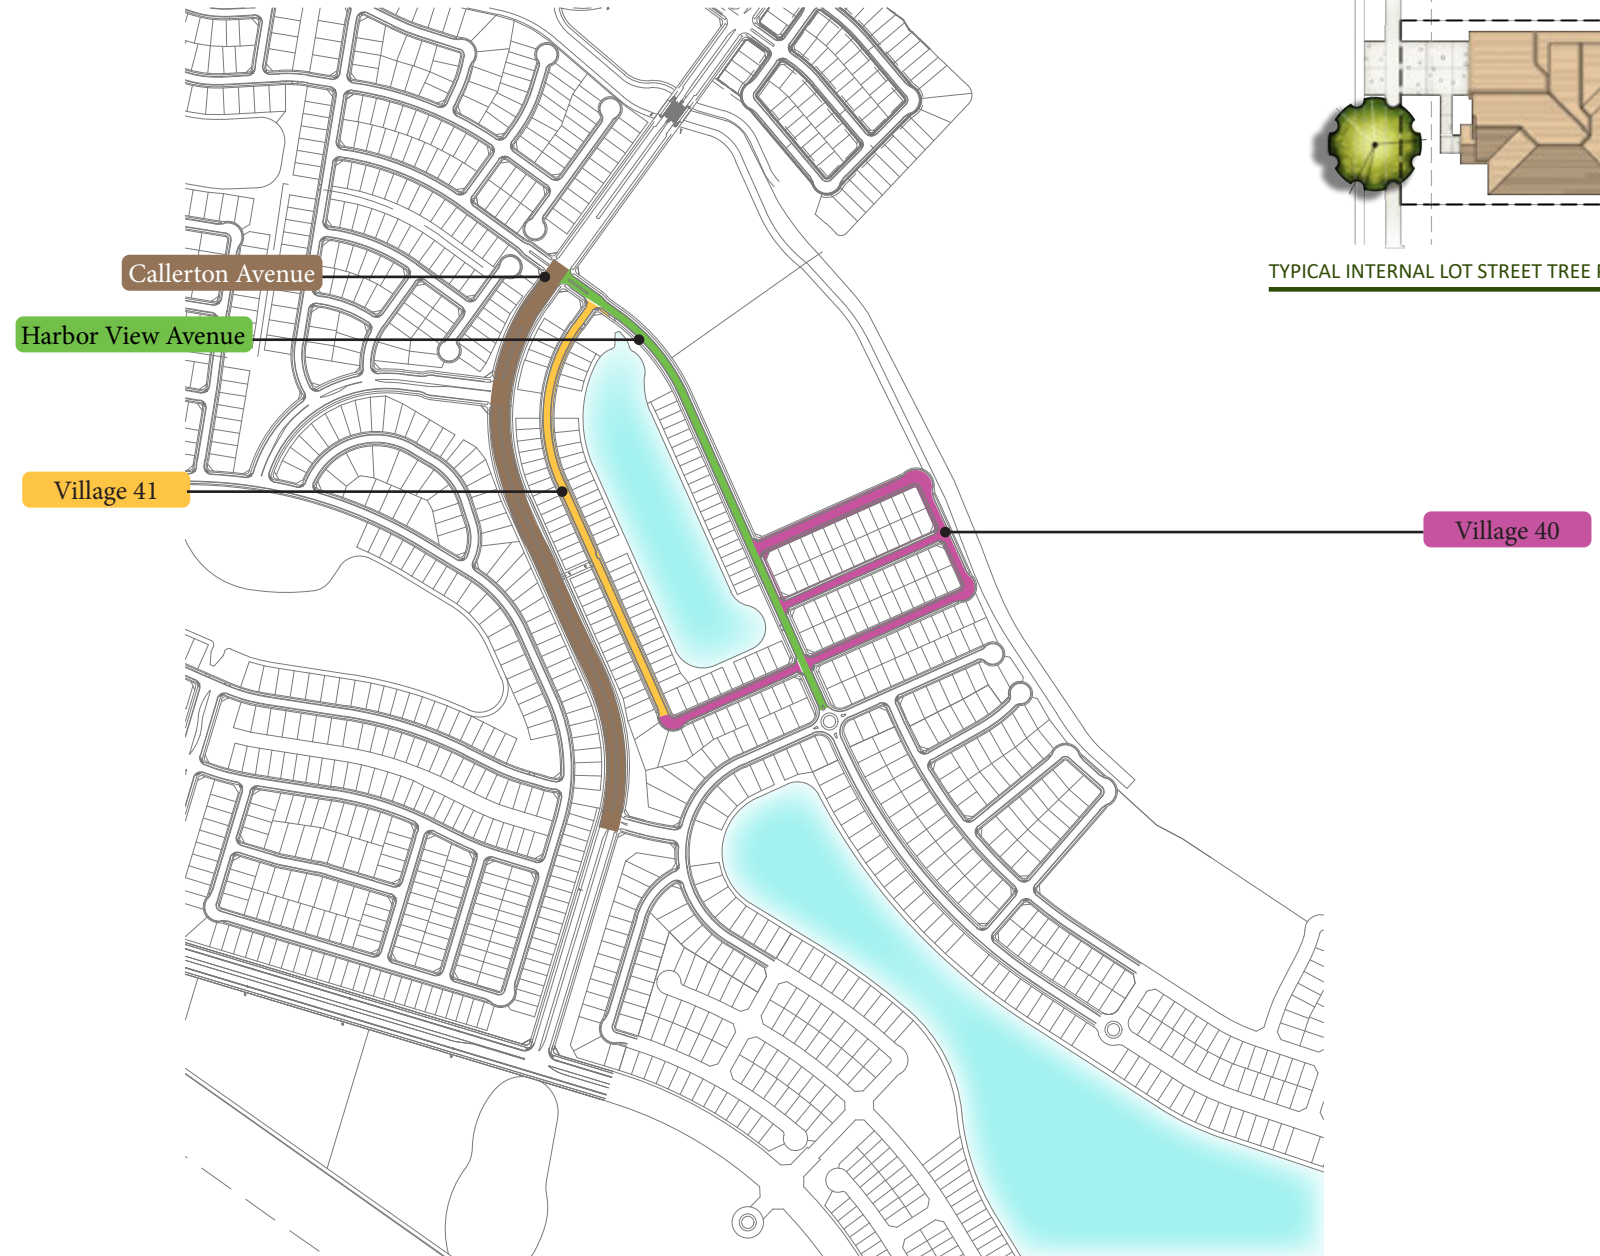 TYPICAL INTERNAL LOT STREET TREE
Callerton Avenue
Harbor View Avenue
Village 41
Village 40